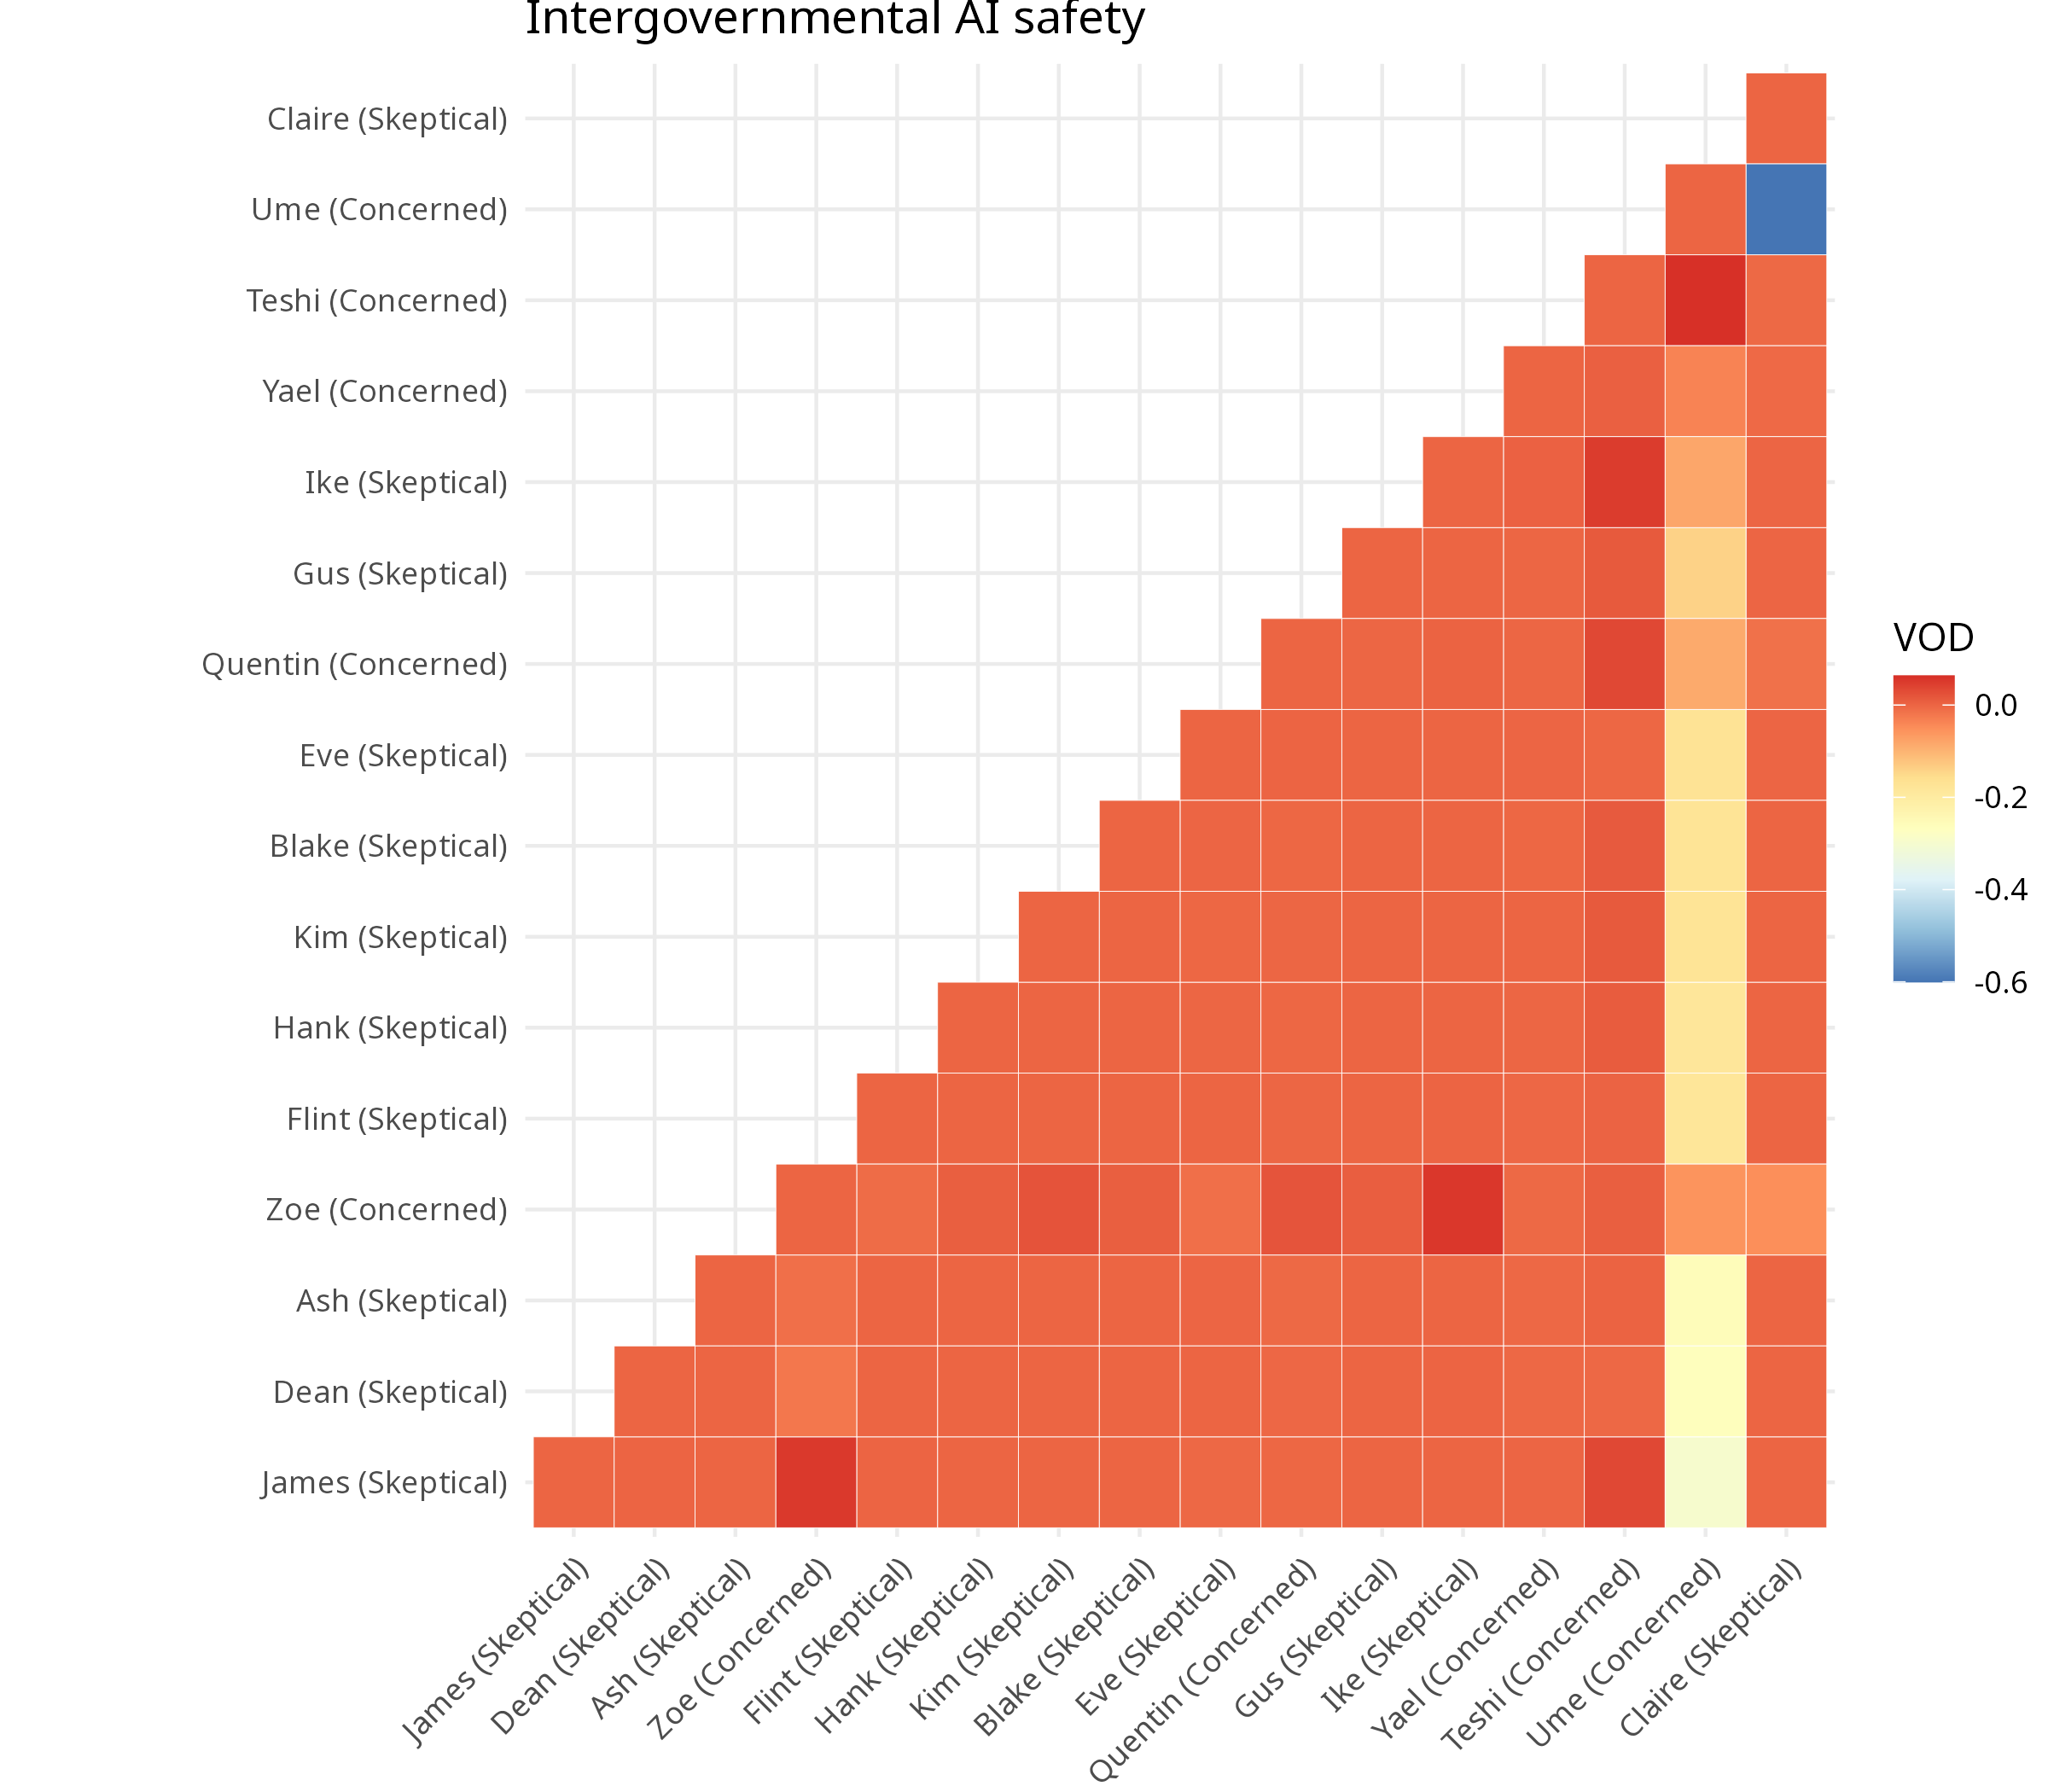 Intergovernmental AI safety
Claire (Skeptical)
Ume (Concerned)
Teshi (Concerned)
Yael (Concerned)
Ike (Skeptical)
Gus (Skeptical)
Quentin (Concerned)
Eve (Skeptical)
Blake (Skeptical)
Kim (Skeptical)
Hank (Skeptical)
Flint (Skeptical)
Zoe (Concerned)
Ash (Skeptical)
Dean (Skeptical)
James (Skeptical)
James (Skeptical)
Dean (Skeptical)
Ash (Skeptical)
Zoe (Concerned)
Flint (Skeptical)
Hank (Skeptical)
Kim (Skeptical)
Blake (Skeptical)
Eve (Skeptical)
Quentin (Concerned)
Gus (Skeptical)
Ike (Skeptical)
Yael (Concerned)
Teshi (Concerned)
Ume (Concerned)
Claire (Skeptical)
VOD
0.0
-0.2
-0.4
-0.6